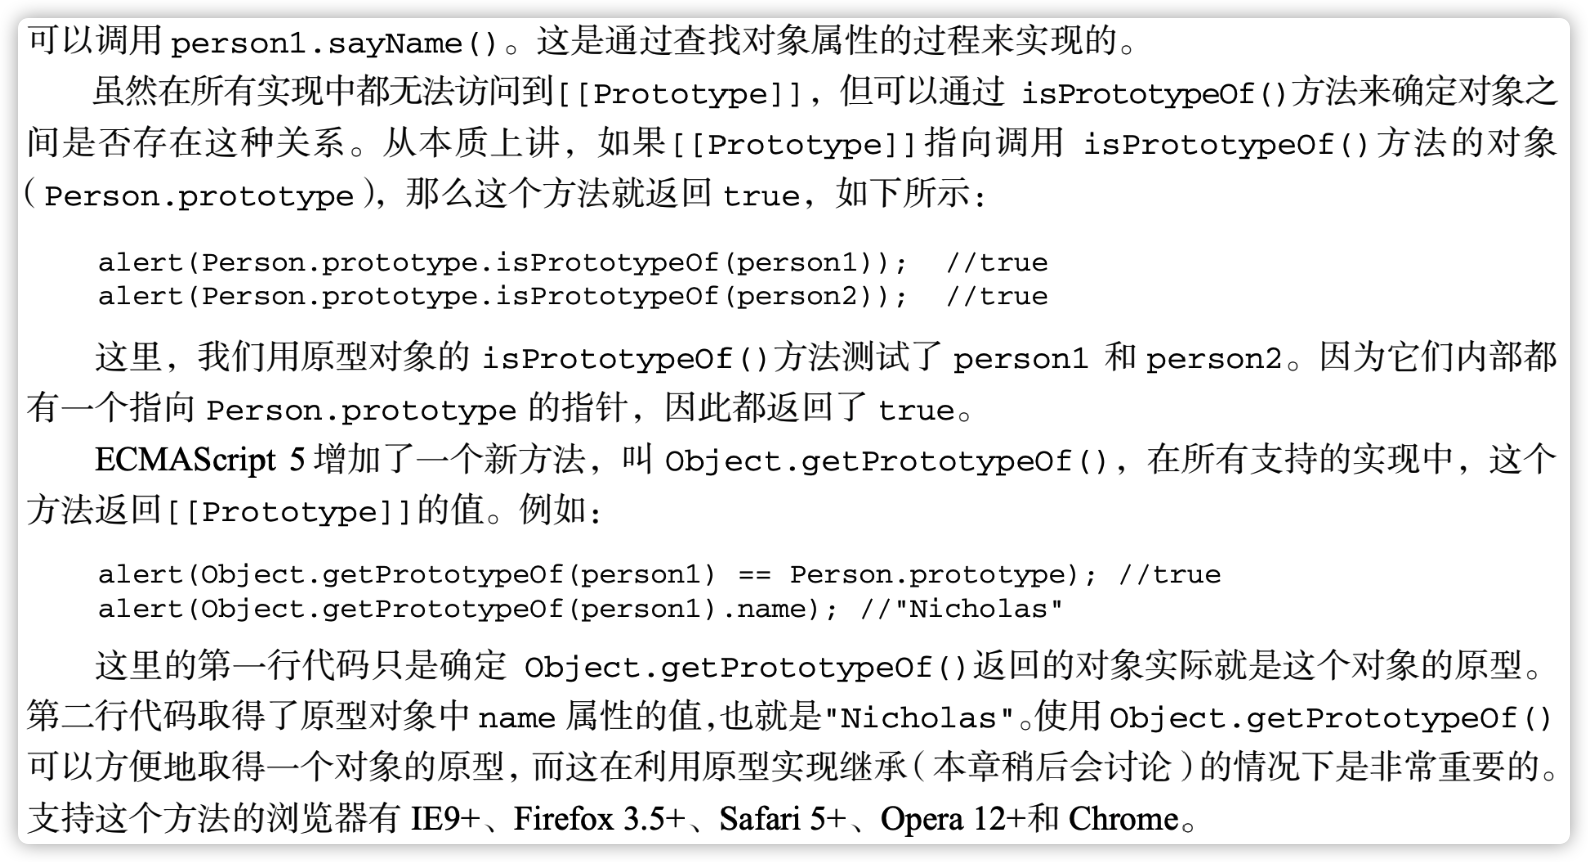 可以调用person1.sayName()。这是通过查找对象属性的过程来实现的。
虽然在所有实现中都无法访问到[[Prototype]]，但可以通过 isPrototypeOf()方法来确定对象之
间是否存在这种关系。从本质上讲，如果[[Prototype]]指向调用 isPrototypeOf()方法的对象
（Person.prototype），那么这个方法就返回 true，如下所示：
alert(Person.prototype.isPrototypeOf(person1));  //true
alert(Person.prototype.isPrototypeOf(person2));  //true
这里，我们用原型对象的 isPrototypeOf()方法测试了 person1 和 person2。因为它们内部都
有一个指向 Person.prototype 的指针，因此都返回了 true。
ECMAScript 5 增加了一个新方法，叫 Object.getPrototypeOf()，在所有支持的实现中，这个
方法返回[[Prototype]]的值。例如：
alert(Object.getPrototypeOf(person1) == Person.prototype); //true
alert(Object.getPrototypeOf(person1).name); //"Nicholas"
这里的第一行代码只是确定 Object.getPrototypeOf()返回的对象实际就是这个对象的原型。
第二行代码取得了原型对象中 name 属性的值，也就是"Nicholas"。使用 Object.getPrototypeOf()
可以方便地取得一个对象的原型，而这在利用原型实现继承（本章稍后会讨论）的情况下是非常重要的。
支持这个方法的浏览器有 IE9+、Firefox 3.5+、Safari 5+、Opera 12+和 Chrome。